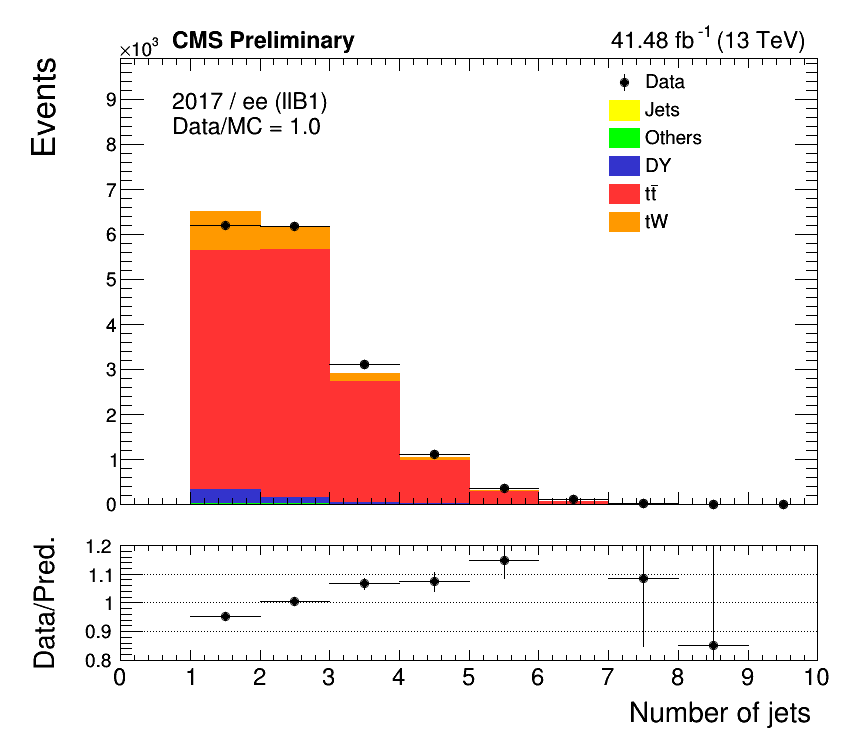 ×10³ CMS Preliminary 41.48 fb⁻¹ (13 TeV)
Events
2017 / ee (IIB1)
Data/MC = 1.0
Data
Jets
Others
DY
tt̄
tW
9
8
7
6
5
4
3
2
1
0
Data/Pred.
1.2
1.1
1
0.9
0.8
0 1 2 3 4 5 6 7 8 9 10
Number of jets